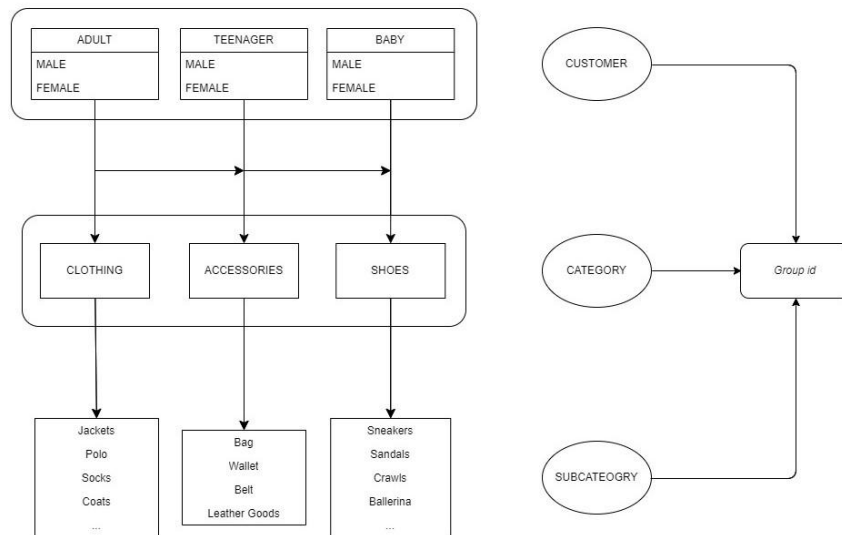 ADULT
MALE
FEMALE
TEENAGER
MALE
FEMALE
BABY
MALE
FEMALE
CUSTOMER
CLOTHING
ACCESSORIES
SHOES
CATEGORY
Group id
Jackets
Polo
Socks
Coats
...
Bag
Wallet
Belt
Leather Goods
Sneakers
Sandals
Crawls
Ballerina
...
SUBCATEOGRY